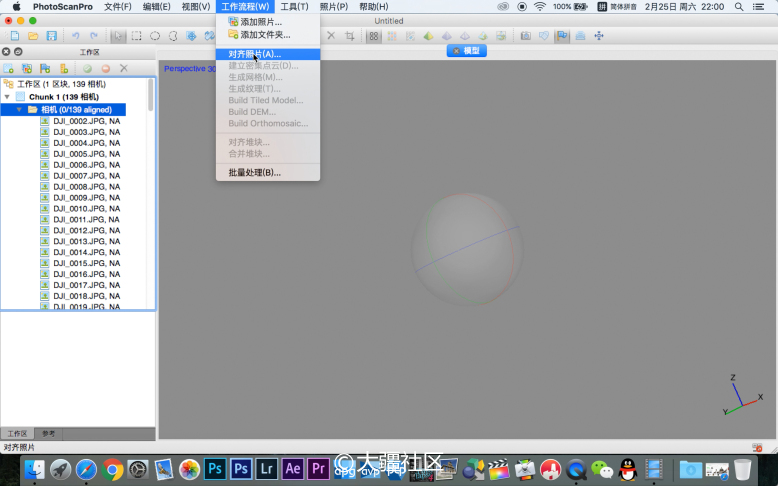 PhotoScanPro 文件(F) 编辑(E) 视图(V) 工作流程(W) 工具(T) 照片(P) 帮助(H) 100% 简体拼音 2月25日 周六 22:00
Untitled
添加照片...
添加文件夹...
对齐照片(A)...
建立密集点云(D)...
生成网格(M)...
生成纹理(T)...
Build Tiled Model...
Build DEM...
Build Orthomosaic...
对齐堆块...
合并堆块...
批量处理(B)...
工作区
模型
Perspective 30
工作区 (1 区块, 139 相机)
Chunk 1 (139 相机)
相机 (0/139 aligned)
DJI_0002.JPG, NA
DJI_0003.JPG, NA
DJI_0004.JPG, NA
DJI_0005.JPG, NA
DJI_0006.JPG, NA
DJI_0007.JPG, NA
DJI_0008.JPG, NA
DJI_0009.JPG, NA
DJI_0010.JPG, NA
DJI_0011.JPG, NA
DJI_0012.JPG, NA
DJI_0013.JPG, NA
DJI_0014.JPG, NA
DJI_0015.JPG, NA
DJI_0016.JPG, NA
DJI_0017.JPG, NA
DJI_0018.JPG, NA
DJI_0019.JPG, NA
Z
X
Y
工作区 参考
对齐照片
Ps Ps Lr Ae Pr
大疆社区